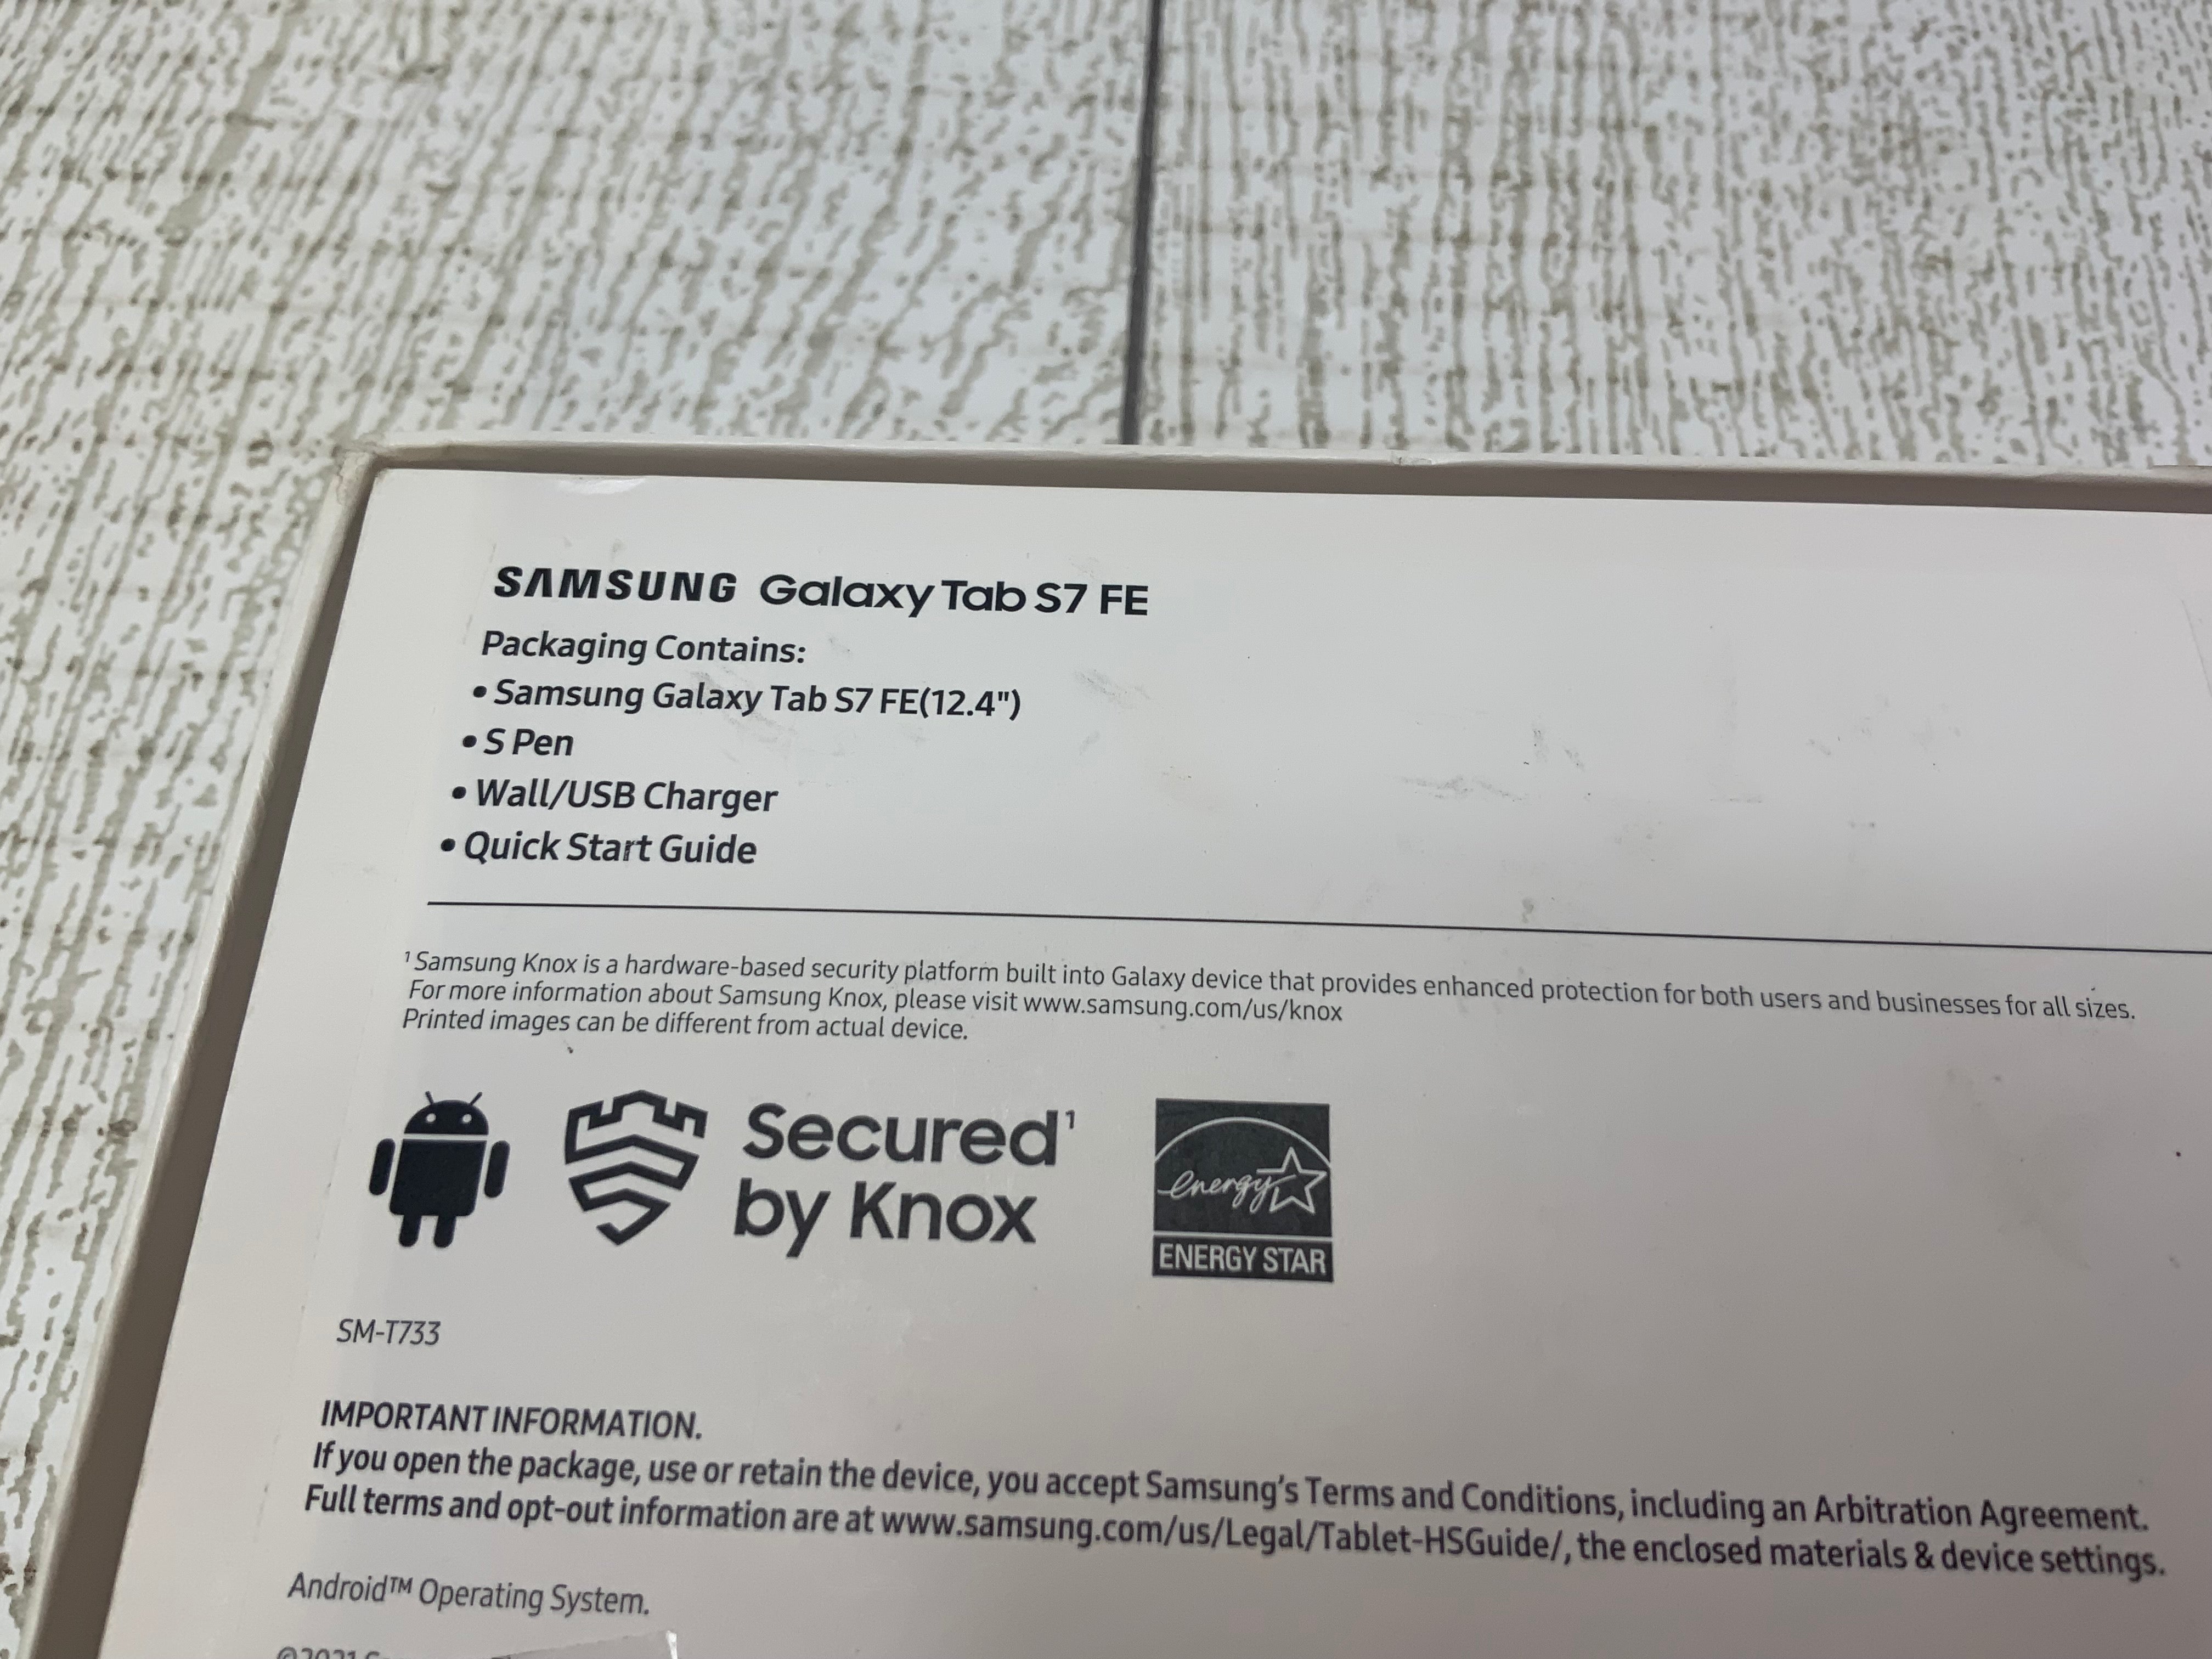 SAMSUNG Galaxy Tab S7 FE
Packaging Contains:
• Samsung Galaxy Tab S7 FE(12.4")
• S Pen
• Wall/USB Charger
• Quick Start Guide
¹ Samsung Knox is a hardware-based security platform built into Galaxy device that provides enhanced protection for both users and businesses for all sizes.
For more information about Samsung Knox, please visit www.samsung.com/us/knox
Printed images can be different from actual device.
Secured¹
by Knox
energy
ENERGY STAR
SM-T733
IMPORTANT INFORMATION.
If you open the package, use or retain the device, you accept Samsung's Terms and Conditions, including an Arbitration Agreement.
Full terms and opt-out information are at www.samsung.com/us/Legal/Tablet-HSGuide/, the enclosed materials & device settings.
Android™ Operating System.
©2021